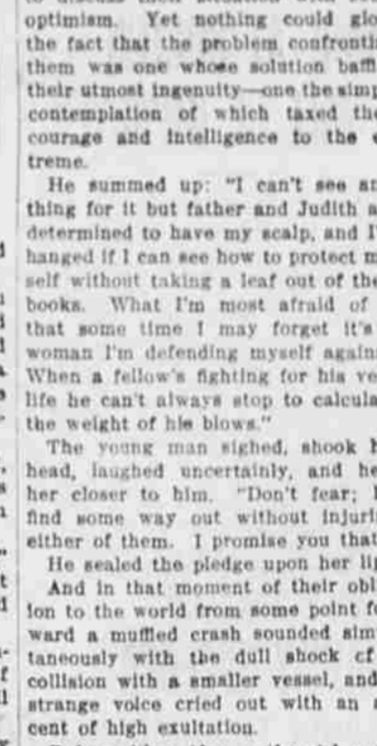 optimism. Yet nothing could glo
the fact that the problem confronti
them was one whose solution baffl
their utmost ingenuity—one the simp
contemplation of which taxed the
courage and intelligence to the e
treme.
He summed up: "I can't see an
thing for it but father and Judith a
determined to have my scalp, and I'
hanged if I can see how to protect m
self without taking a leaf out of the
books. What I'm most afraid of
that some time I may forget it's
woman I'm defending myself agains
When a fellow's fighting for his ve
life he can't always stop to calcula
the weight of his blows."
The young man sighed, shook h
head, laughed uncertainly, and he
her closer to him. "Don't fear; I
find some way out without injuri
either of them. I promise you that
He sealed the pledge upon her lip
And in that moment of their obli
ion to the world from some point fo
ward a muffled crash sounded sim
taneously with the dull shock cf
collision with a smaller vessel, and
strange voice cried out with an a
cent of high exultation.